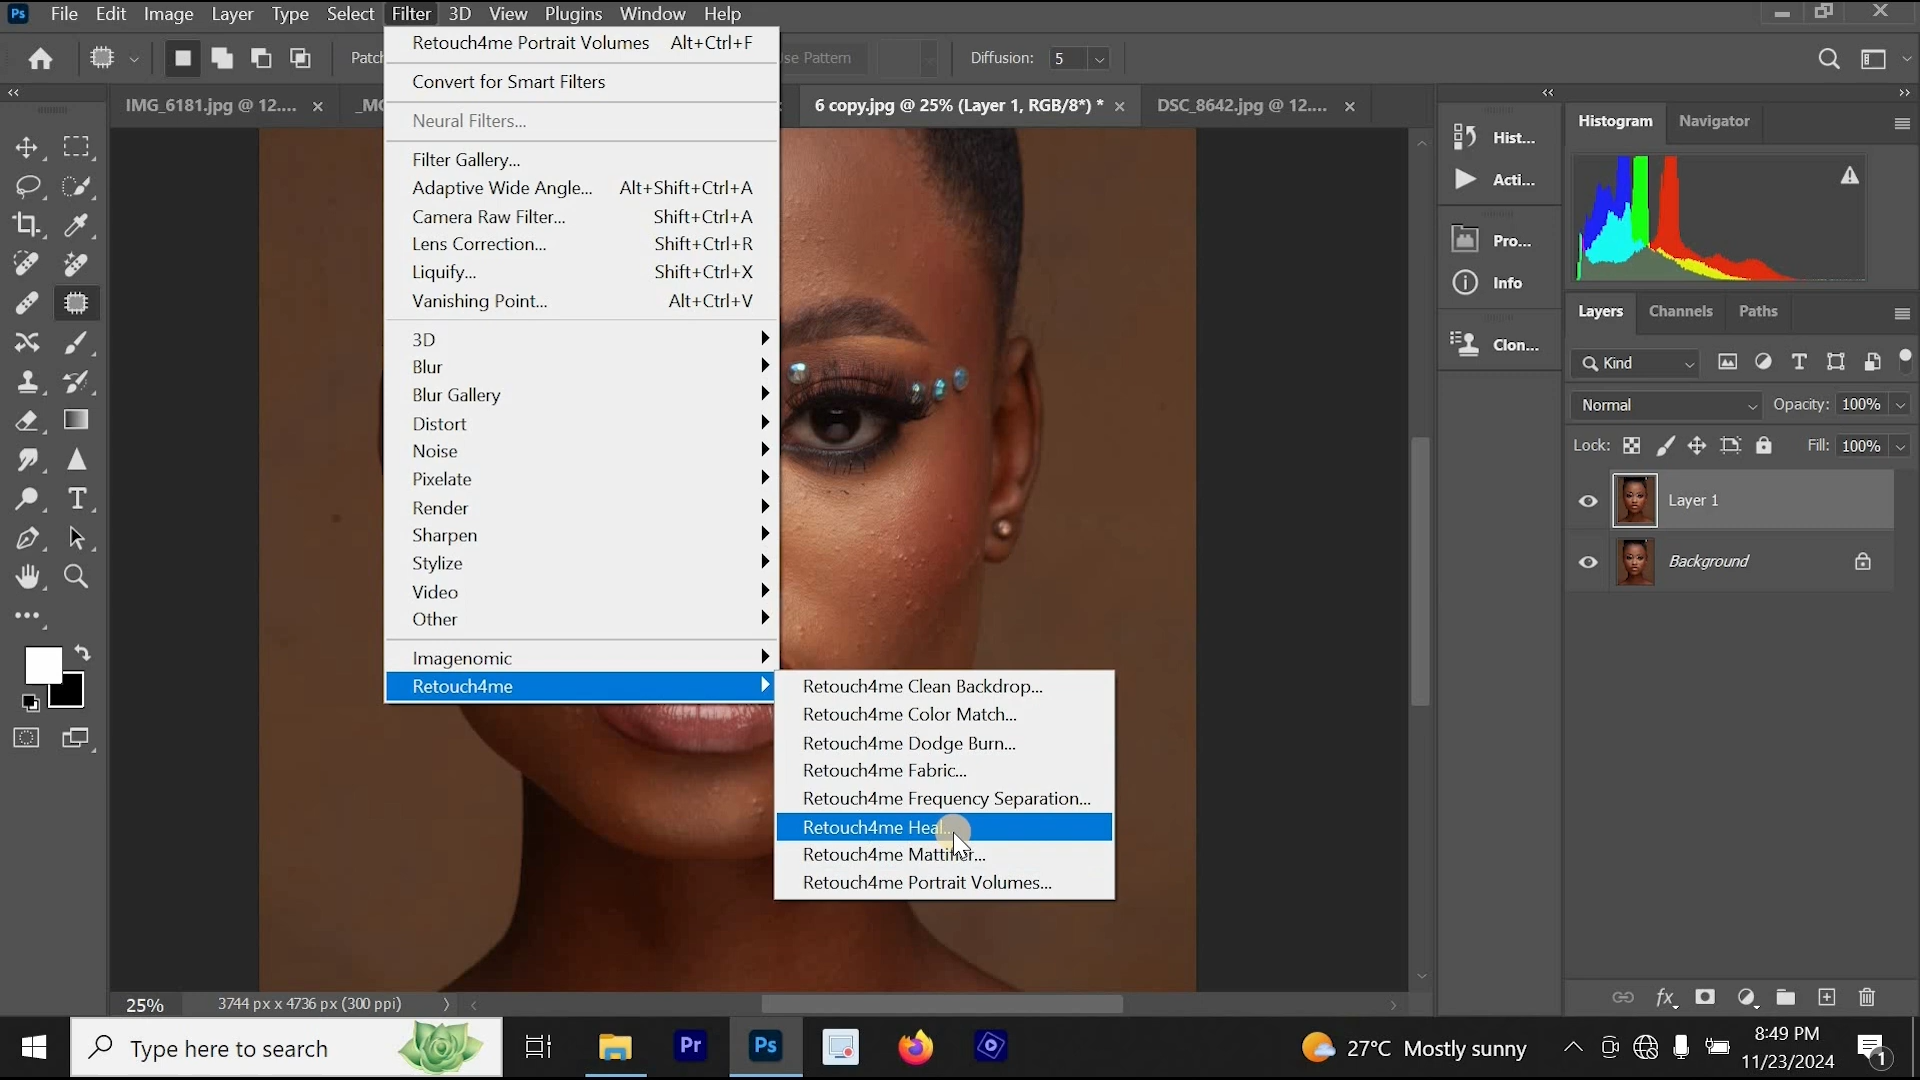 Ps File Edit Image Layer Type Select Filter 3D View Plugins Window Help
Retouch4me Portrait Volumes Alt+Ctrl+F
Convert for Smart Filters
Neural Filters...
Filter Gallery...
Adaptive Wide Angle... Alt+Shift+Ctrl+A
Camera Raw Filter... Shift+Ctrl+A
Lens Correction... Shift+Ctrl+R
Liquify... Shift+Ctrl+X
Vanishing Point... Alt+Ctrl+V
3D
Blur
Blur Gallery
Distort
Noise
Pixelate
Render
Sharpen
Stylize
Video
Other
Imagenomic
Retouch4me
Retouch4me Clean Backdrop...
Retouch4me Color Match...
Retouch4me Dodge Burn...
Retouch4me Fabric...
Retouch4me Frequency Separation...
Retouch4me Heal...
Retouch4me Mattifier...
Retouch4me Portrait Volumes...
Pattern Diffusion: 5
IMG_6181.jpg @ 12.... × 6 copy.jpg @ 25% (Layer 1, RGB/8*) * × DSC_8642.jpg @ 12.... ×
Hist...
Acti...
Pro...
Info
Clon...
Histogram Navigator
Layers Channels Paths
Kind
Normal Opacity: 100%
Lock: Fill: 100%
Layer 1
Background
25% 3744 px x 4736 px (300 ppi)
Type here to search
Pr
Ps
27°C Mostly sunny
8:49 PM
11/23/2024
1